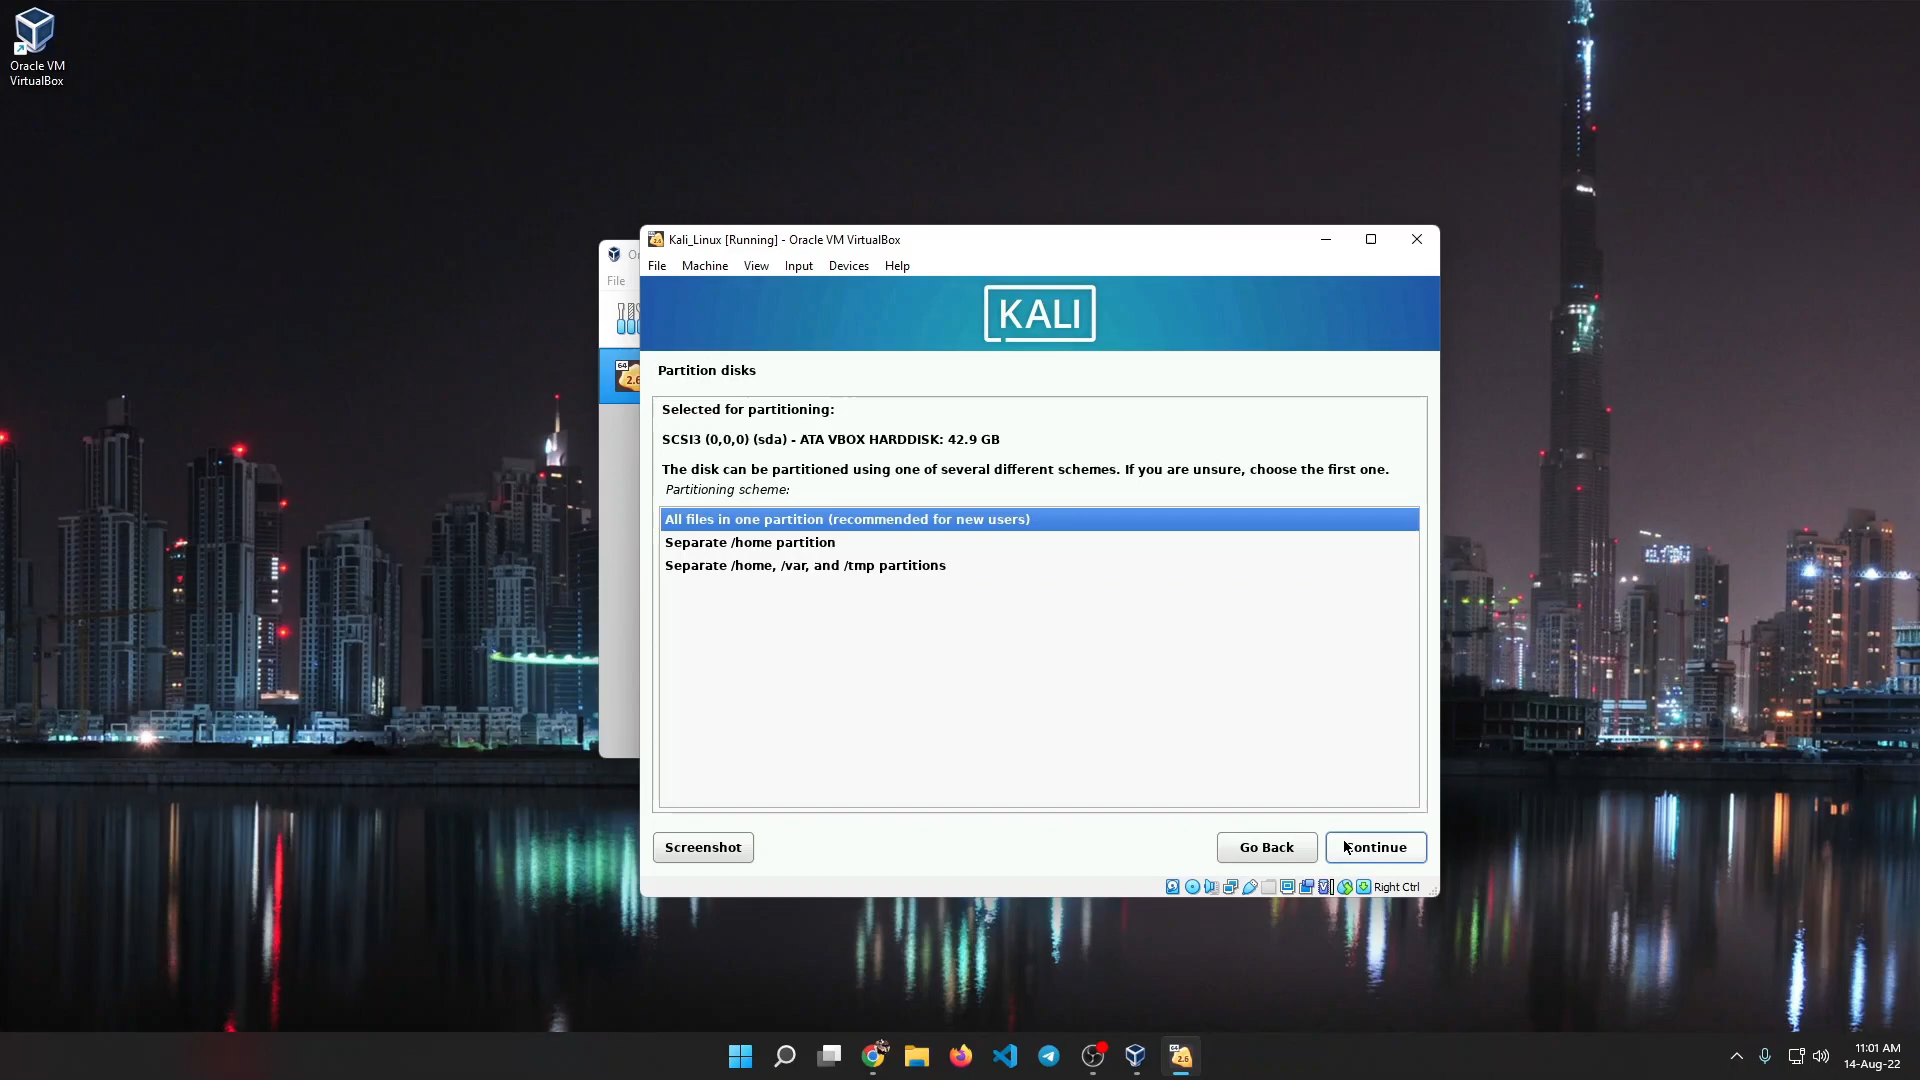 Oracle VM
VirtualBox
Kali_Linux [Running] - Oracle VM VirtualBox
File Machine View Input Devices Help
File
64
2.6
KALI
Partition disks
Selected for partitioning:
SCSI3 (0,0,0) (sda) - ATA VBOX HARDDISK: 42.9 GB
The disk can be partitioned using one of several different schemes. If you are unsure, choose the first one.
Partitioning scheme:
All files in one partition (recommended for new users)
Separate /home partition
Separate /home, /var, and /tmp partitions
Screenshot
Go Back
Continue
Right Ctrl
11:01 AM
14-Aug-22